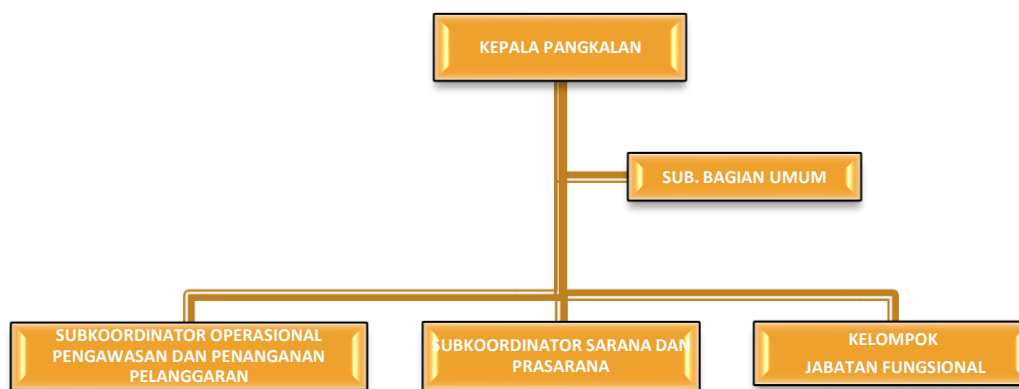 KEPALA PANGKALAN
SUB. BAGIAN UMUM
SUBKOORDINATOR OPERASIONAL
PENGAWASAN DAN PENANGANAN
PELANGGARAN
SUBKOORDINATOR SARANA DAN
PRASARANA
KELOMPOK
JABATAN FUNGSIONAL